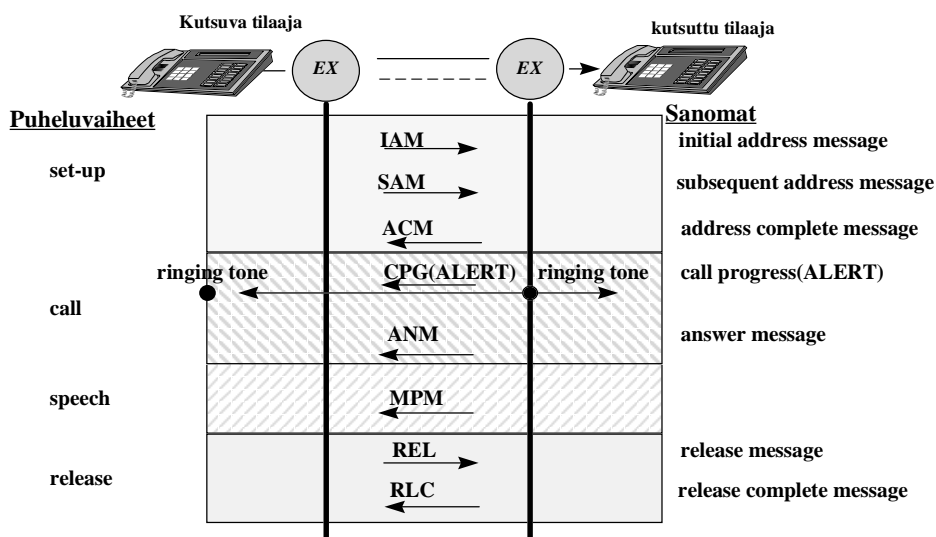 Kutsuva tilaaja
kutsuttu tilaaja
EX
EX
Puheluvaiheet
Sanomat
IAM
initial address message
set-up
SAM
subsequent address message
ACM
address complete message
ringing tone
CPG(ALERT)
ringing tone
call progress(ALERT)
call
ANM
answer message
speech
MPM
REL
release message
release
RLC
release complete message